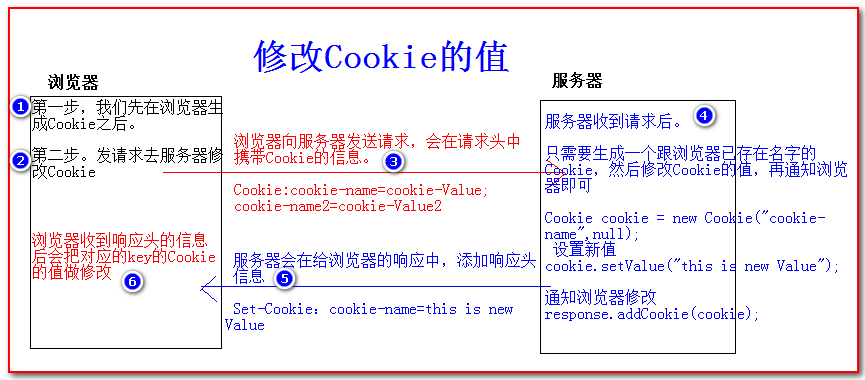 修改Cookie的值
浏览器
服务器
1
第一步，我们先在浏览器生
成Cookie之后。
2
第二步。发请求去服务器修
改Cookie
浏览器向服务器发送请求，会在请求头中
携带Cookie的信息。
3
Cookie:cookie-name=cookie-Value;
cookie-name2=cookie-Value2
服务器收到请求后。
4
只需要生成一个跟浏览器已存在名字的
Cookie，然后修改Cookie的值，再通知浏览
器即可
Cookie cookie = new Cookie("cookie-
name",null);
设置新值
cookie.setValue("this is new Value");
通知浏览器修改
response.addCookie(cookie);
服务器会在给浏览器的响应中，添加响应头
信息
5
Set-Cookie：cookie-name=this is new
Value
浏览器收到响应头的信息
后会把对应的key的Cookie
的值做修改
6